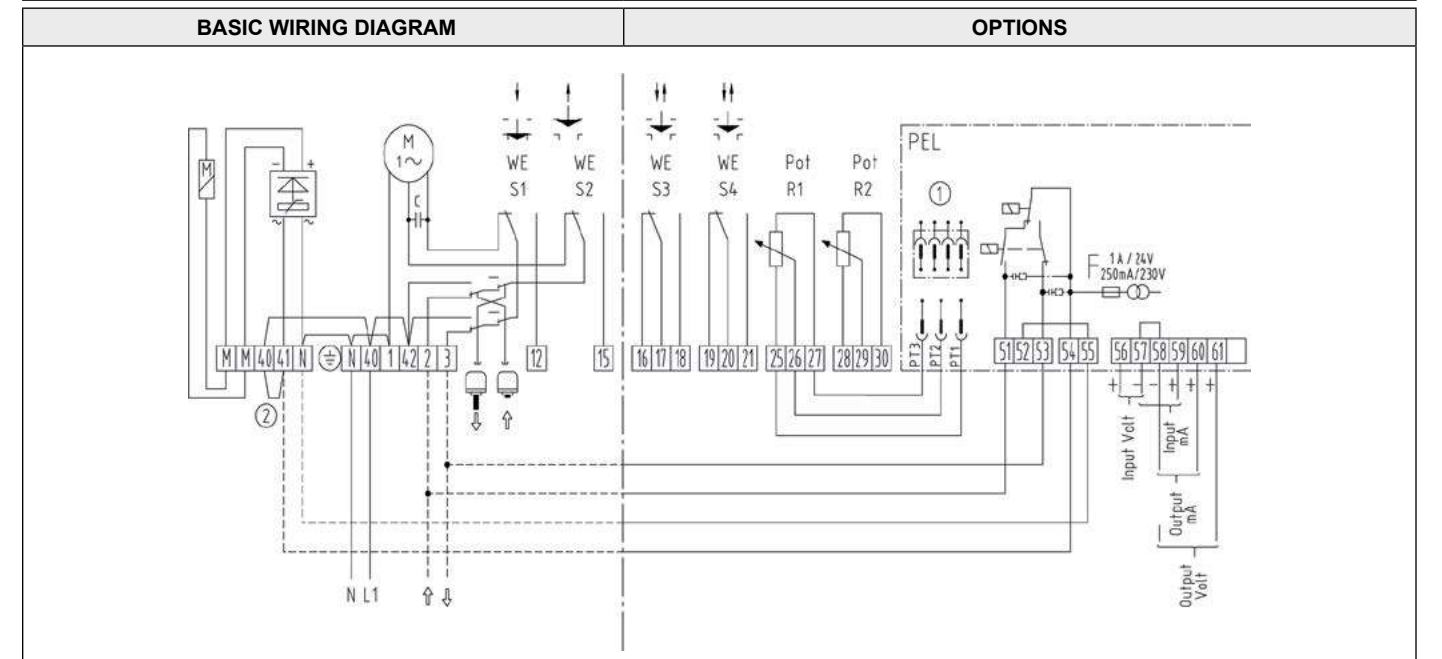 BASIC WIRING DIAGRAM OPTIONS
PEL
M
1~
WE WE WE WE Pot Pot
S1 S2 S3 S4 R1 R2
1
M
- +
~ ~
C
1A / 24V
250mA/230V
PT3 PT2 PT1
M M 40 41 N N 40 1 42 2 3 12 15 16 17 18 19 20 21 25 26 27 28 29 30 51 52 53 54 55 56 57 58 59 60 61
2
+ - - + + +
Input Volt
Input
mA
Output
mA
Output
Volt
N L1